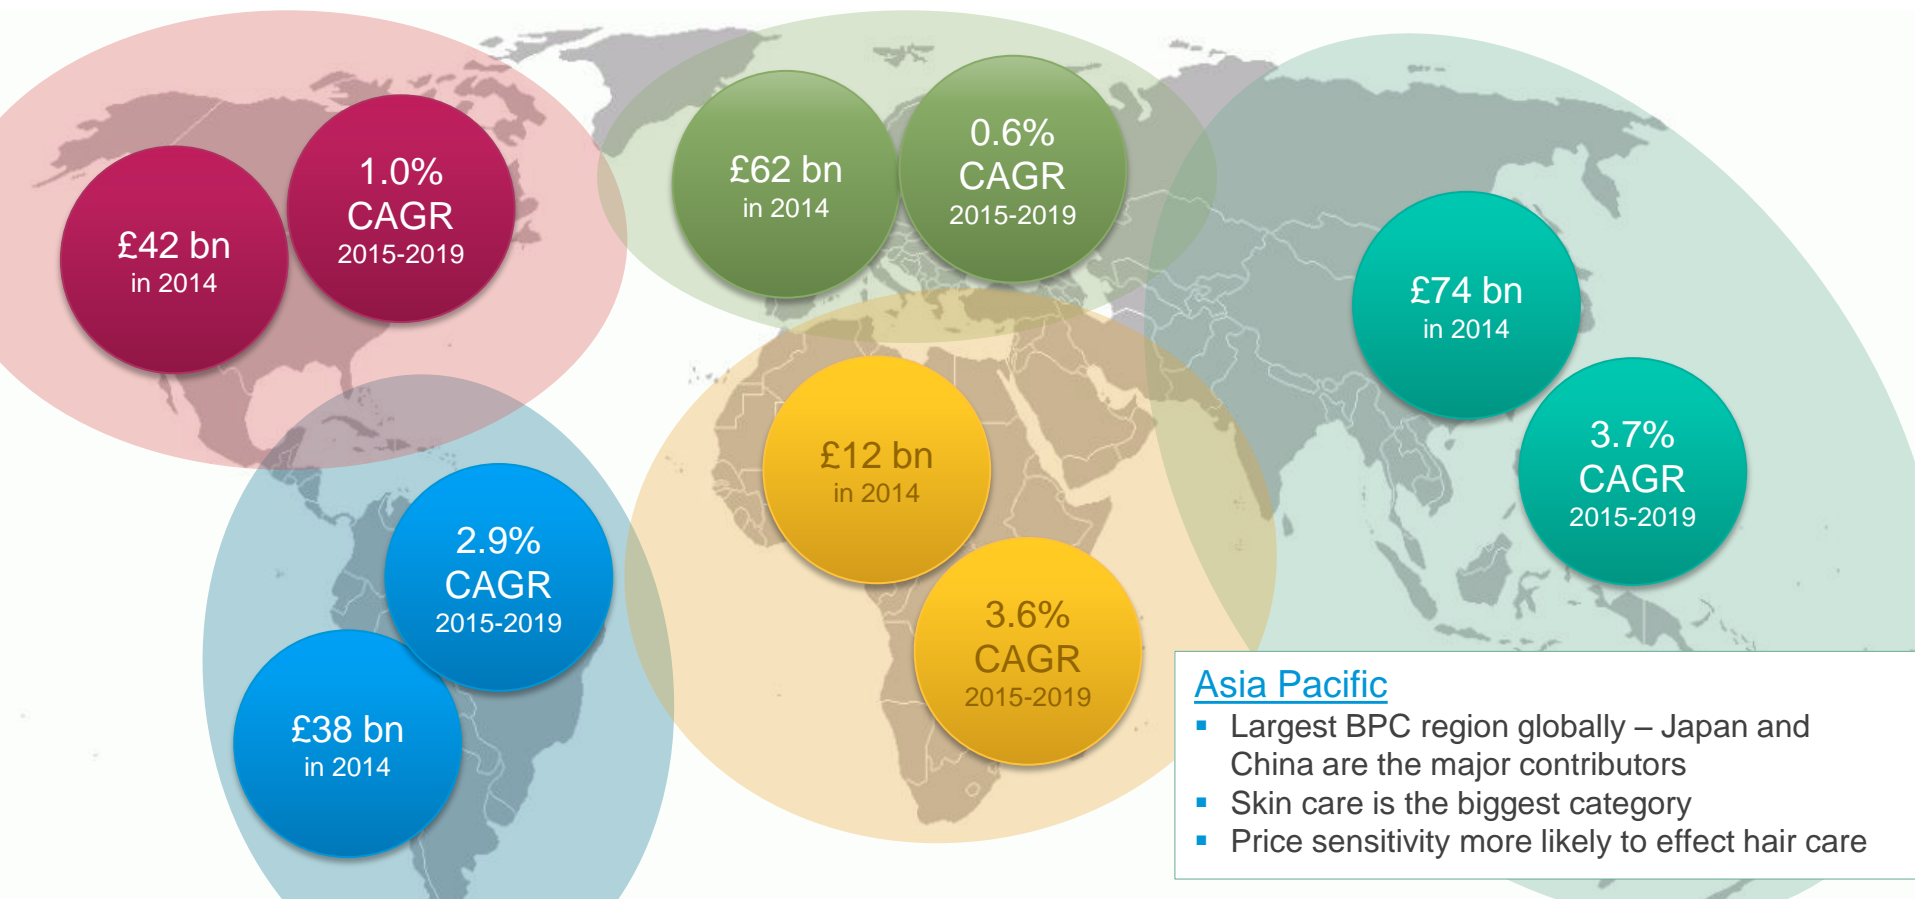 £42 bn
in 2014
1.0%
CAGR
2015-2019
£62 bn
in 2014
0.6%
CAGR
2015-2019
£74 bn
in 2014
3.7%
CAGR
2015-2019
£12 bn
in 2014
3.6%
CAGR
2015-2019
2.9%
CAGR
2015-2019
£38 bn
in 2014
Asia Pacific
▪ Largest BPC region globally – Japan and
China are the major contributors
▪ Skin care is the biggest category
▪ Price sensitivity more likely to effect hair care